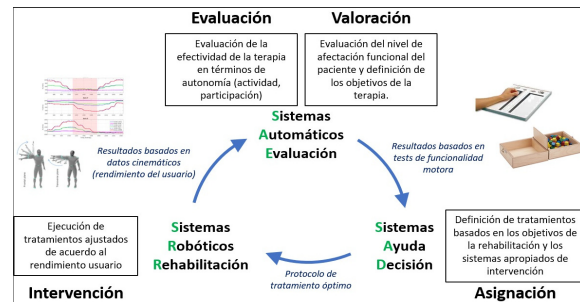 Evaluación
Valoración
Evaluación de la
efectividad de la terapia
en términos de
autonomía (actividad,
participación)
Evaluación del nivel de
afectación funcional del
paciente y definición de
los objetivos de la
terapia.
Sistemas
Automáticos
Evaluación
Resultados basados en
datos cinemáticos
(rendimiento del usuario)
Resultados basados en
tests de funcionalidad
motora
Ejecución de
tratamientos ajustados
de acuerdo al
rendimiento usuario
Sistemas
Robóticos
Rehabilitación
Sistemas
Ayuda
Decisión
Definición de tratamientos
basados en los objetivos de
la rehabilitación y los
sistemas apropiados de
intervención
Protocolo de
tratamiento óptimo
Intervención
Asignación